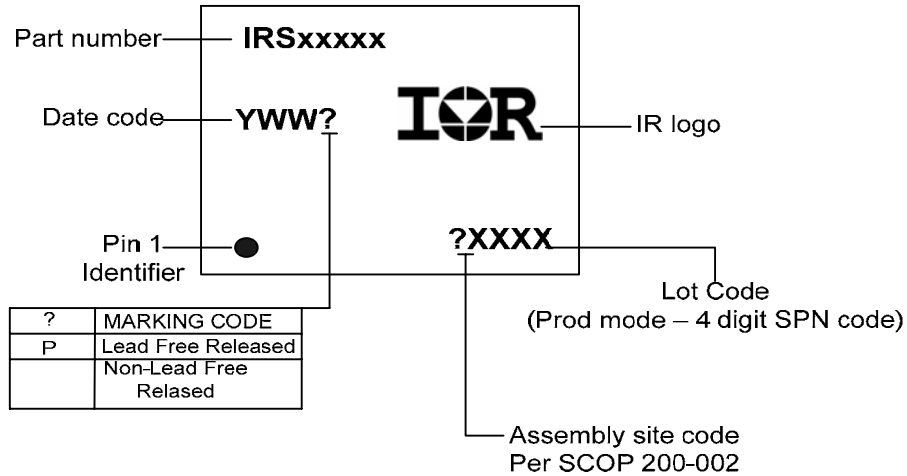 Part number
IRSxxxxx
Date code
YWW?
IOR
IR logo
Pin 1
Identifier
?XXXX
Lot Code
(Prod mode – 4 digit SPN code)
? MARKING CODE
P Lead Free Released
Non-Lead Free
Relased
Assembly site code
Per SCOP 200-002